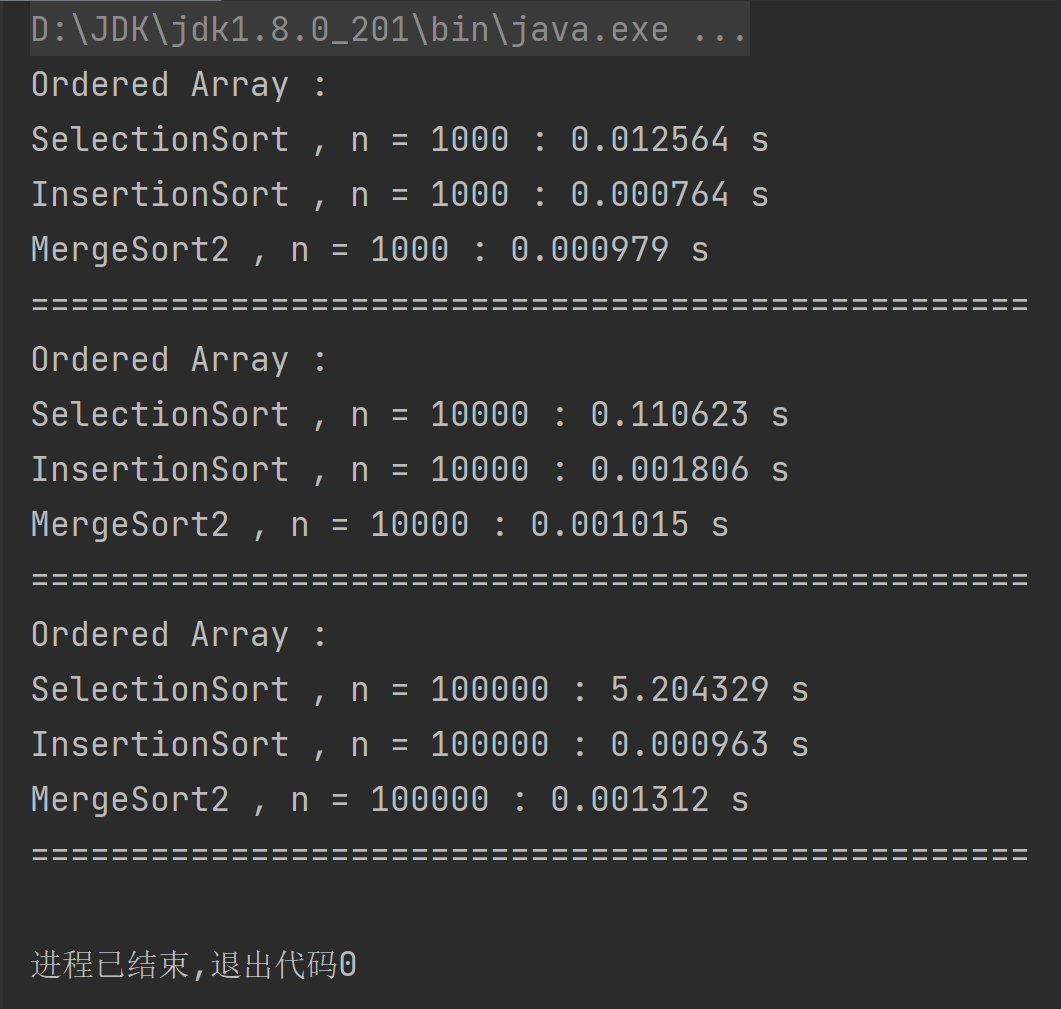 D:\JDK\jdk1.8.0_201\bin\java.exe ...
Ordered Array :
SelectionSort , n = 1000 : 0.012564 s
InsertionSort , n = 1000 : 0.000764 s
MergeSort2 , n = 1000 : 0.000979 s
==================================================
Ordered Array :
SelectionSort , n = 10000 : 0.110623 s
InsertionSort , n = 10000 : 0.001806 s
MergeSort2 , n = 10000 : 0.001015 s
==================================================
Ordered Array :
SelectionSort , n = 100000 : 5.204329 s
InsertionSort , n = 100000 : 0.000963 s
MergeSort2 , n = 100000 : 0.001312 s
==================================================
进程已结束,退出代码0